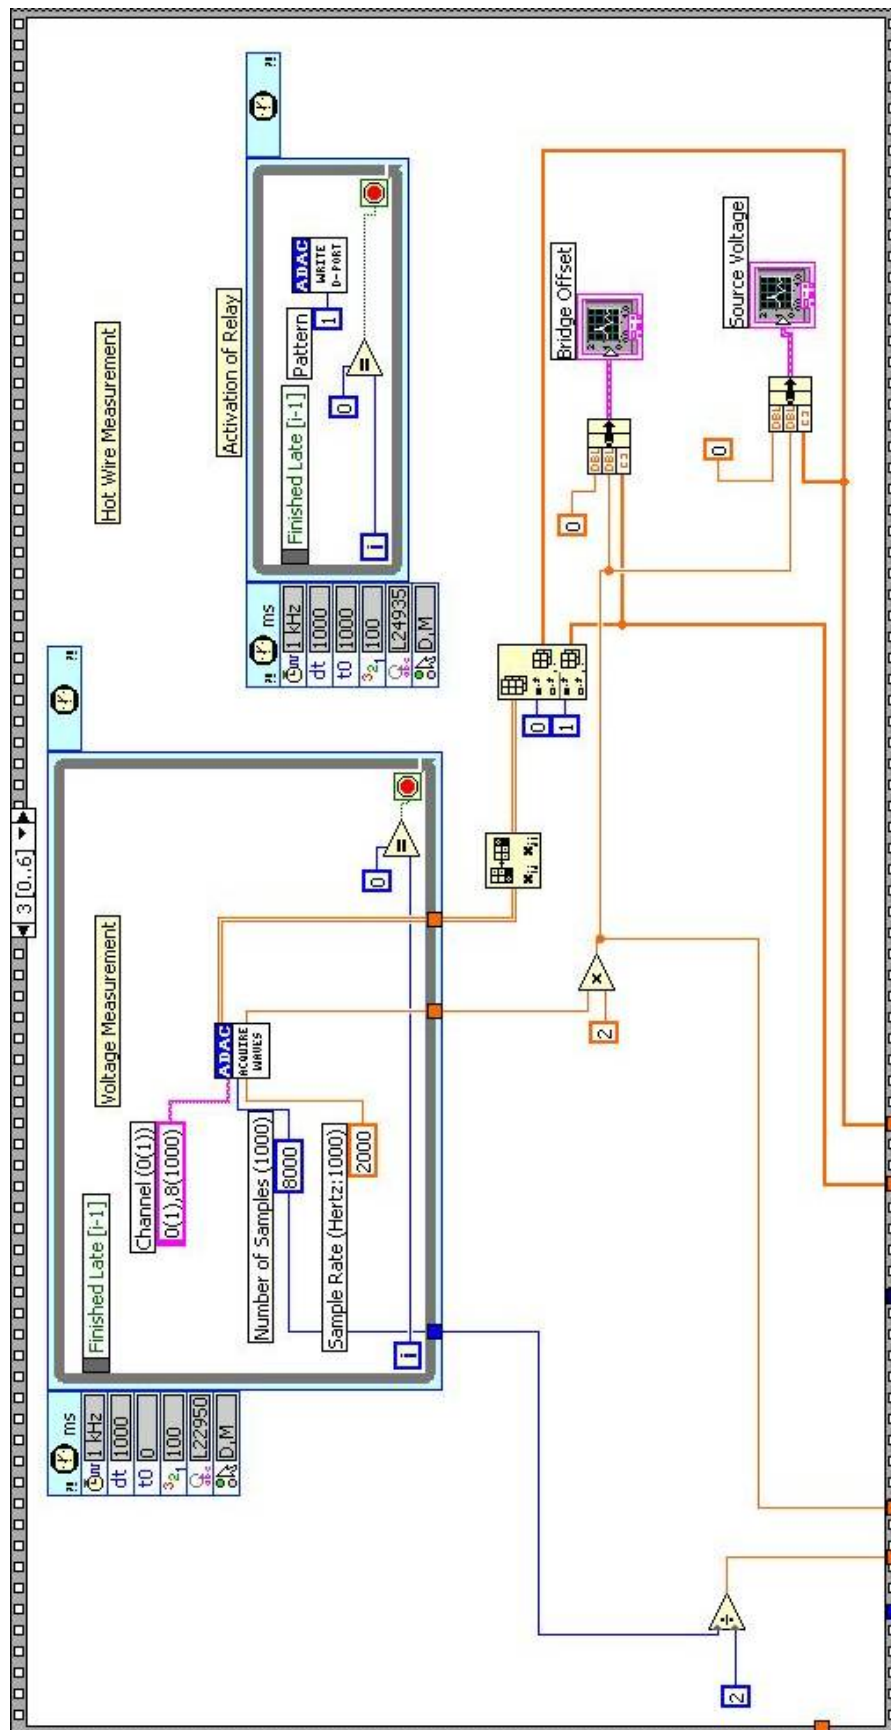 3 [0..6]
Hot Wire Measurement
Voltage Measurement
Finished Late [i-1]
Channel (0(1))
0(1),8(1000)
ADAC
ACQUIRE
WAVES
Number of Samples (1000)
8000
Sample Rate (Hertz:1000)
2000
i
0
=
ms
1 kHz
dt 1000
t0 0
100
L22950
D,M
Activation of Relay
Finished Late [i-1]
Pattern
1
ADAC
WRITE
D-PORT
0
=
i
ms
1 kHz
dt 1000
t0 1000
100
L24935
D,M
0
1
2
x
Bridge Offset
0
DBL
DBL
Source Voltage
0
DBL
DBL
2
÷